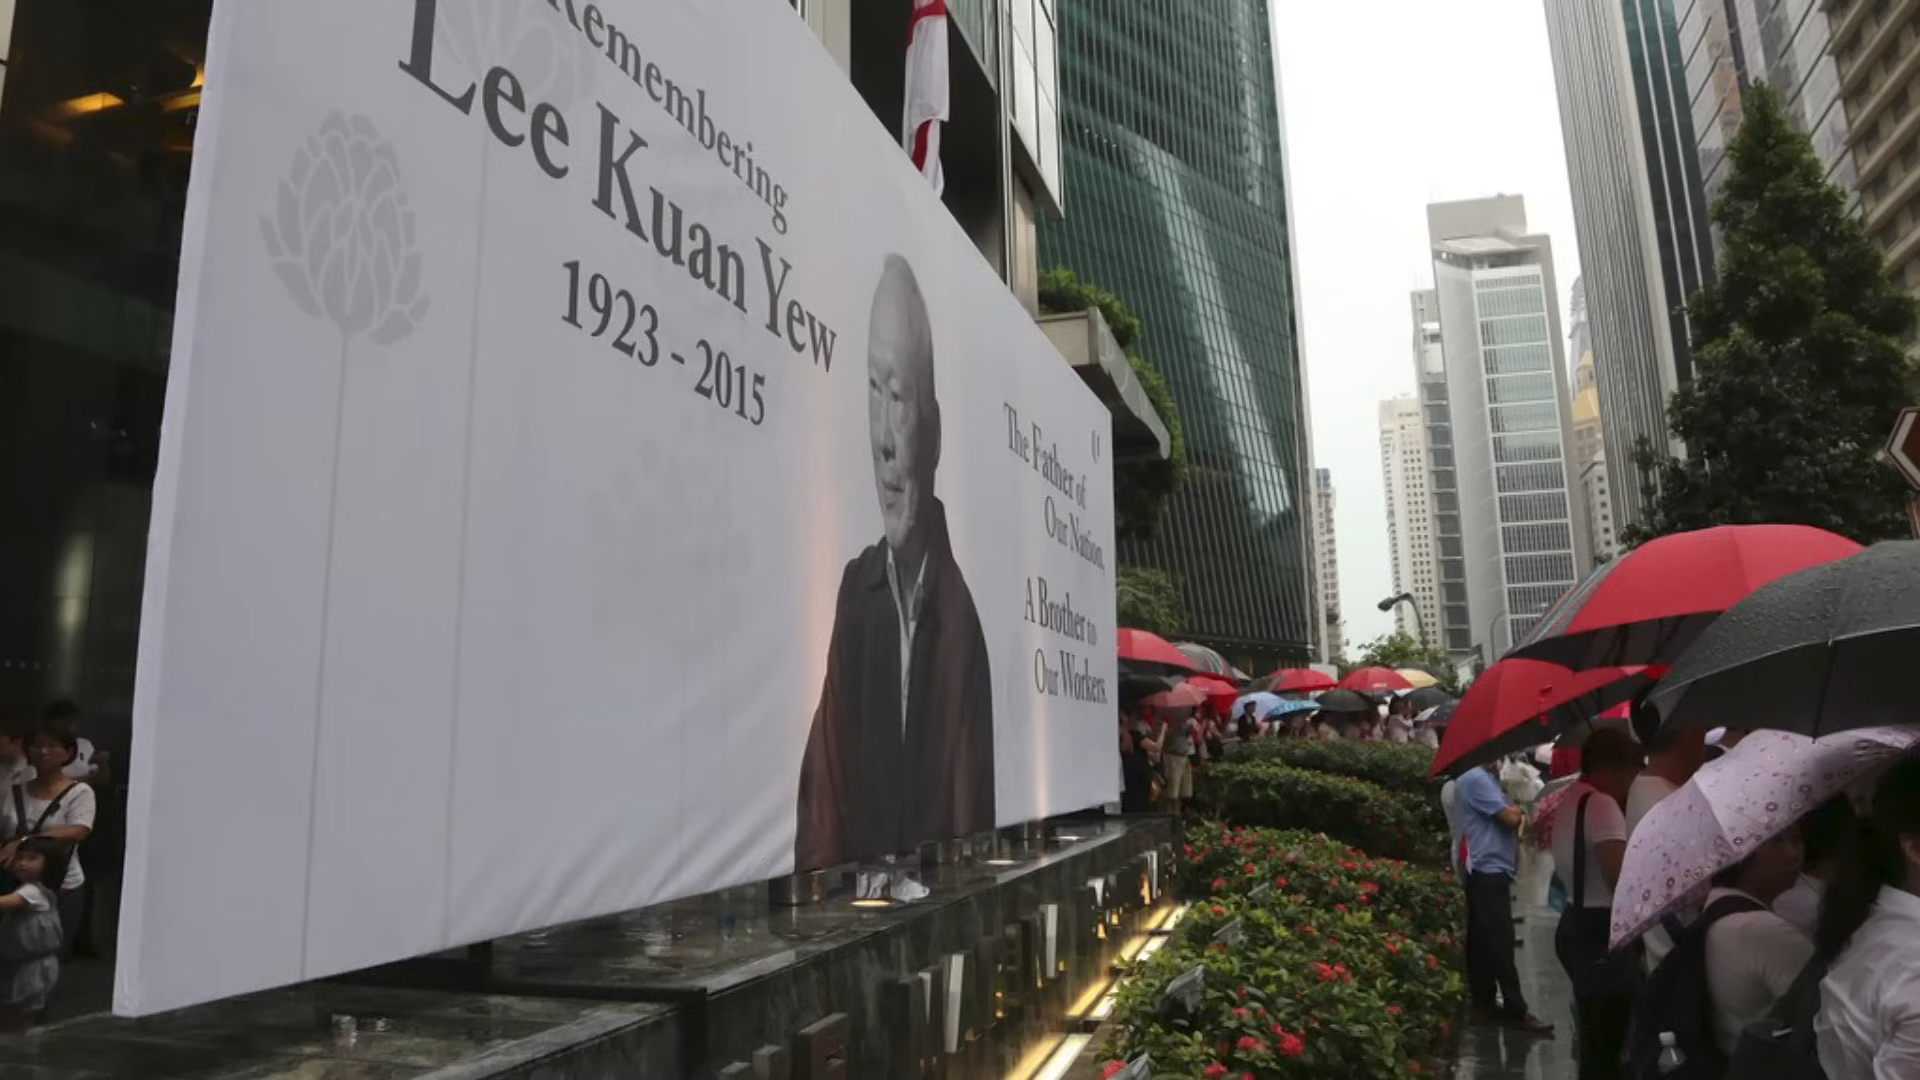 Remembering
Lee Kuan Yew
1923 - 2015
The Father of
Our Nation,
A Brother to
Our Workers.